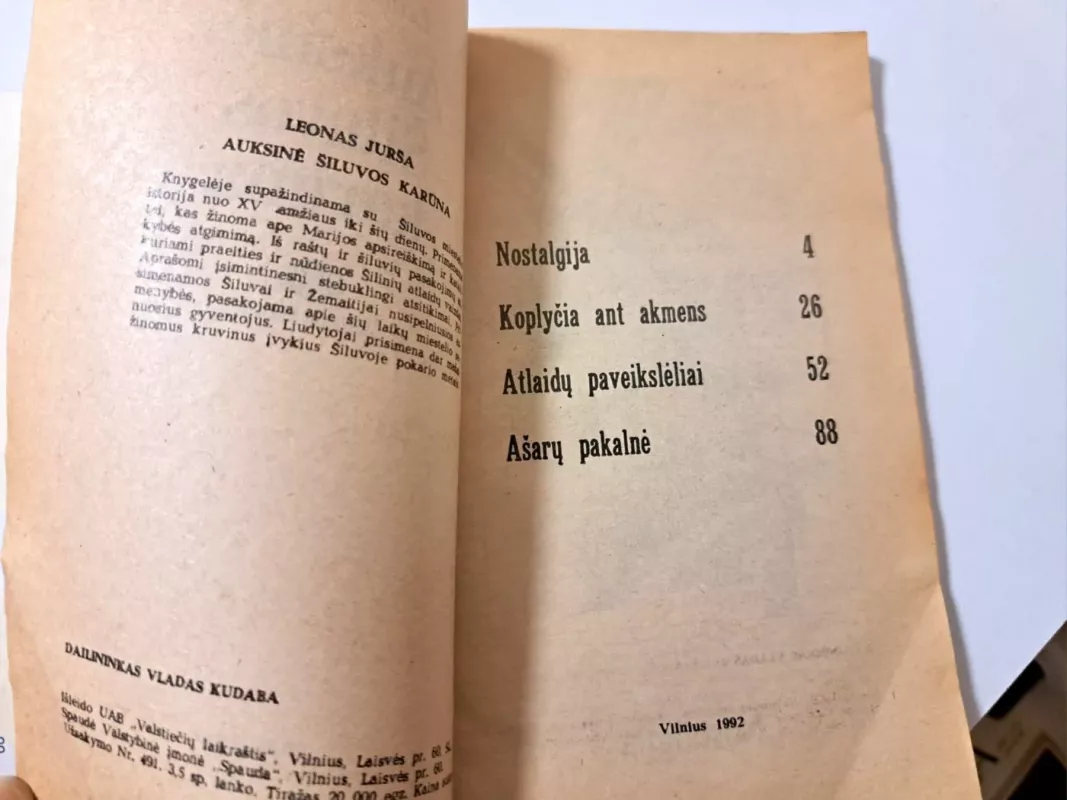 LEONAS JURŠA
AUKSINĖ ŠILUVOS KARŪNA
Knygelėje supažindinama su Šiluvos
istorija nuo XV amžiaus iki šių dienų.
kas žinoma ape Marijos apsireiškimą ir
kybės atgimimą. Iš raštų ir šiluvių pasakojimų
kuriami praeities ir nūdienos Šilinių atlaidų
Aprašomi įsimintinesni stebuklingi atsitikimai,
simenamos Šiluvai ir Žemaitijai nusipelniusios
menybės, pasakojama apie šių laikų miestelio
nuosius gyventojus. Liudytojai prisimena dar
žinomus kruvinus įvykius Šiluvoje pokario
DAILININKAS VLADAS KUDABA
Išleido UAB „Valstiečių laikraštis“, Vilnius, Laisvės pr. 60.
Spaudė Valstybinė įmonė „Spauda“, Vilnius, Laisvės pr. 60.
Užsakymo Nr. 491. 3,5 sp. lanko. Tiražas 20 000 egz. Kaina
Nostalgija 4
Koplyčia ant akmens 26
Atlaidų paveikslėliai 52
Ašarų pakalnė 88
Vilnius 1992